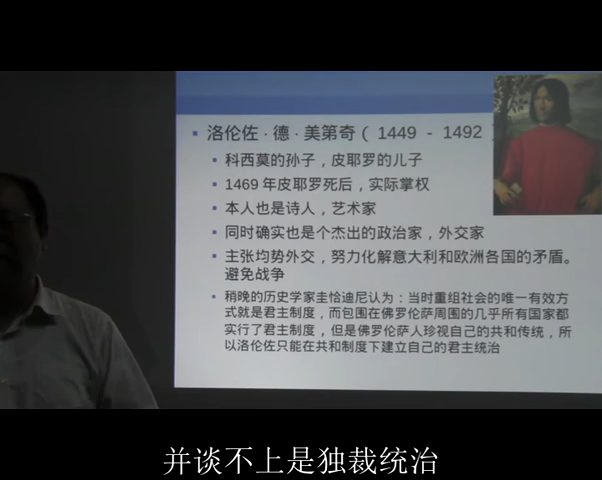 洛伦佐·德·美第奇（ 1449 - 1492
科西莫的孙子，皮耶罗的儿子
1469 年皮耶罗死后，实际掌权
本人也是诗人，艺术家
同时确实也是个杰出的政治家，外交家
主张均势外交，努力化解意大利和欧洲各国的矛盾。
避免战争
稍晚的历史学家圭恰迪尼认为：当时重组社会的唯一有效方
式就是君主制度，而包围在佛罗伦萨周围的几乎所有国家都
实行了君主制度，但是佛罗伦萨人珍视自己的共和传统，所
以洛伦佐只能在共和制度下建立自己的君主统治
并谈不上是独裁统治